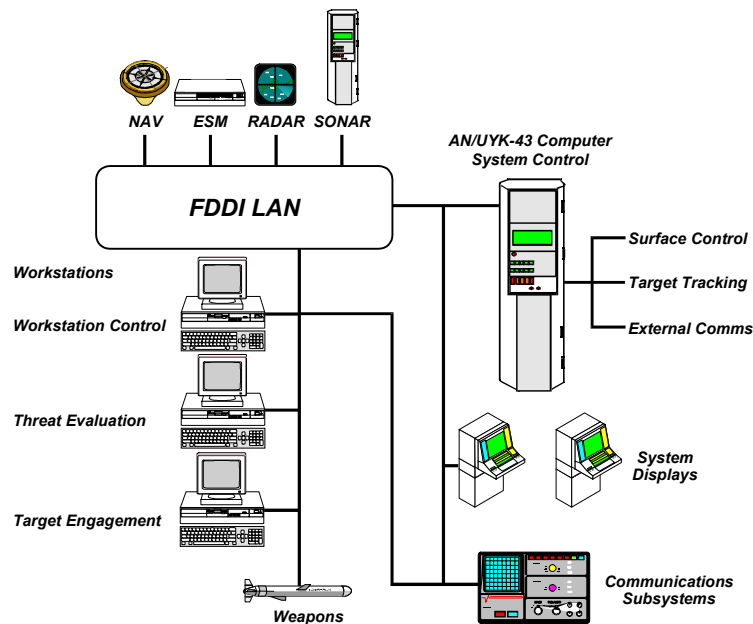 NAV ESM RADAR SONAR
AN/UYK-43 Computer
System Control
FDDI LAN
Surface Control
Target Tracking
External Comms
Workstations
Workstation Control
Threat Evaluation
Target Engagement
System
Displays
Weapons
Communications
Subsystems